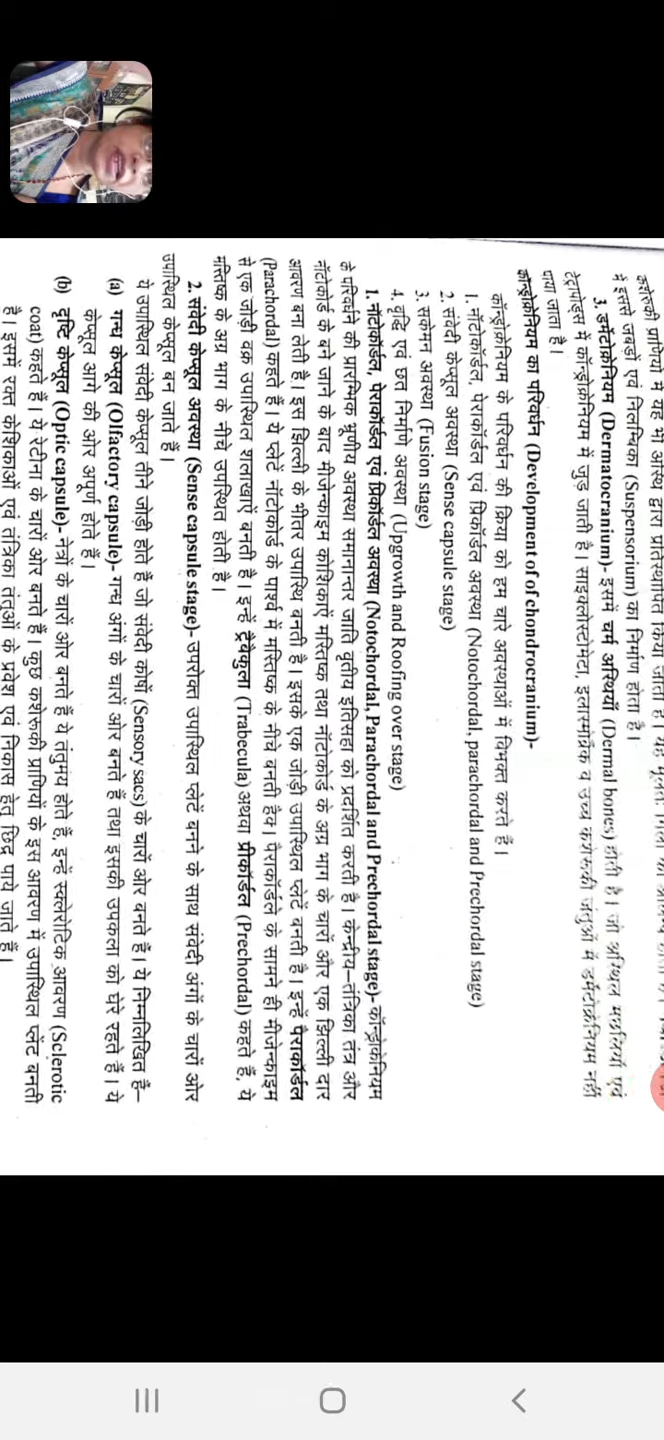 कशेरुकी प्राणियों में यह भी अस्थि द्वारा प्रतिस्थापित किया जाता है। यह
में इससे जबड़ों एवं निलम्बिका (Suspensorium) का निर्माण होता है।
3. डर्मेटोक्रेनियम (Dermatocranium)- इसमें चर्म अस्थियाँ (Dermal bones) होती है। जो अस्थिल मछलियों एवं
टेट्रापोड्स में कॉन्ड्रोक्रेनियम में जुड़ जाती है। साइक्लोस्टोमेटा, इलास्मोब्रैंक व उच्च कशेरूकी जंतुओं में डर्मेटोक्रेनियम नहीं
पाया जाता है।
कॉन्ड्रोक्रेनियम का परिवर्धन (Development of of chondrocranium)-
कॉन्ड्रोक्रेनियम के परिवर्धन की क्रिया को हम चार अवस्थाओं में विभक्त करते हैं।
1. नॉटोकॉर्डल, पेराकॉर्डल एवं प्रिकॉर्डल अवस्था (Notochordal, parachordal and Prechordal stage)
2. संवेदी केप्सूल अवस्था (Sense capsule stage)
3. सकेमन अवस्था (Fusion stage)
4. वृद्धि एवं छत निर्माण अवस्था (Upgrowth and Roofing over stage)
1. नॉटोकॉर्डल, पेराकॉर्डल एवं प्रिकॉर्डल अवस्था (Notochordal, Parachordal and Prechordal stage)- कॉन्ड्रोक्रेनियम
के परिवर्धन की प्रारम्भिक भ्रूणीय अवस्था समानान्तर जाति वृतीय इतिसहा को प्रदर्शित करती है। केन्द्रीय–तंत्रिका तंत्र और
नॉटोकोर्ड के बने जाने के बाद मीजेन्काइम कोशिकाऐं मस्तिष्क तथा नॉटोकोर्ड के अग्र भाग के चारों और एक झिल्ली दार
आवरण बना लेती है। इस झिल्ली के भीतर उपास्थि बनती है। इसके एक जोड़ी उपास्थिल प्लेटें बनती है। इन्हें पैराकॉर्डल
(Parachordal) कहते हैं। ये प्लेटें नॉटोकोर्ड के पार्श्व में मस्तिष्क के नीचे बनती हैव। पैराकॉर्डले के सामने ही मीजेन्काइम
से एक जोड़ी वक्र उपास्थिल शलाखाऐं बनती है। इन्हें ट्रैबैकुला (Trabecula) अथवा प्रीकॉर्डल (Prechordal) कहते हैं, ये
मस्तिष्क के अग्र भाग के नीचे उपस्थित होती है।
2. संवेदी केप्सूल अवस्था (Sense capsule stage)- उपरोक्त उपास्थिल प्लेटें बनने के साथ संवेदी अंगों के चारों ओर
उपास्थिल केप्सूल बन जाते हैं।
ये उपास्थिल संवेदी केप्सूल तीने जोड़ी होते है जो संवेदी कोषों (Sensory sacs) के चारों ओर बनते है। ये निम्नलिखित हैं–
(a) गन्ध केप्सूल (Olfactory capsule)- गन्ध अंगों के चारों ओर बनते हैं तथा इसकी उपकला को घेरे रहते हैं। ये
केप्सूल आगे की ओर अपूर्ण होते हैं।
(b) दृष्टि केप्सूल (Optic capsule)- नेत्रों के चारों ओर बनते है ये तंतुमय होते हैं, इन्हें स्क्लेरोटिक आवरण (Sclerotic
coat) कहते हैं। ये रेटीना के चारों ओर बनते हैं। कुछ कशेरूकी प्राणियों के इस आवरण में उपास्थिल प्लेंट बनती
है। इसमें रक्त केशिकाओं एवं तंत्रिका तंतुओं के प्रवेश एवं निकास हेतु छिद्र पाये जाते हैं।